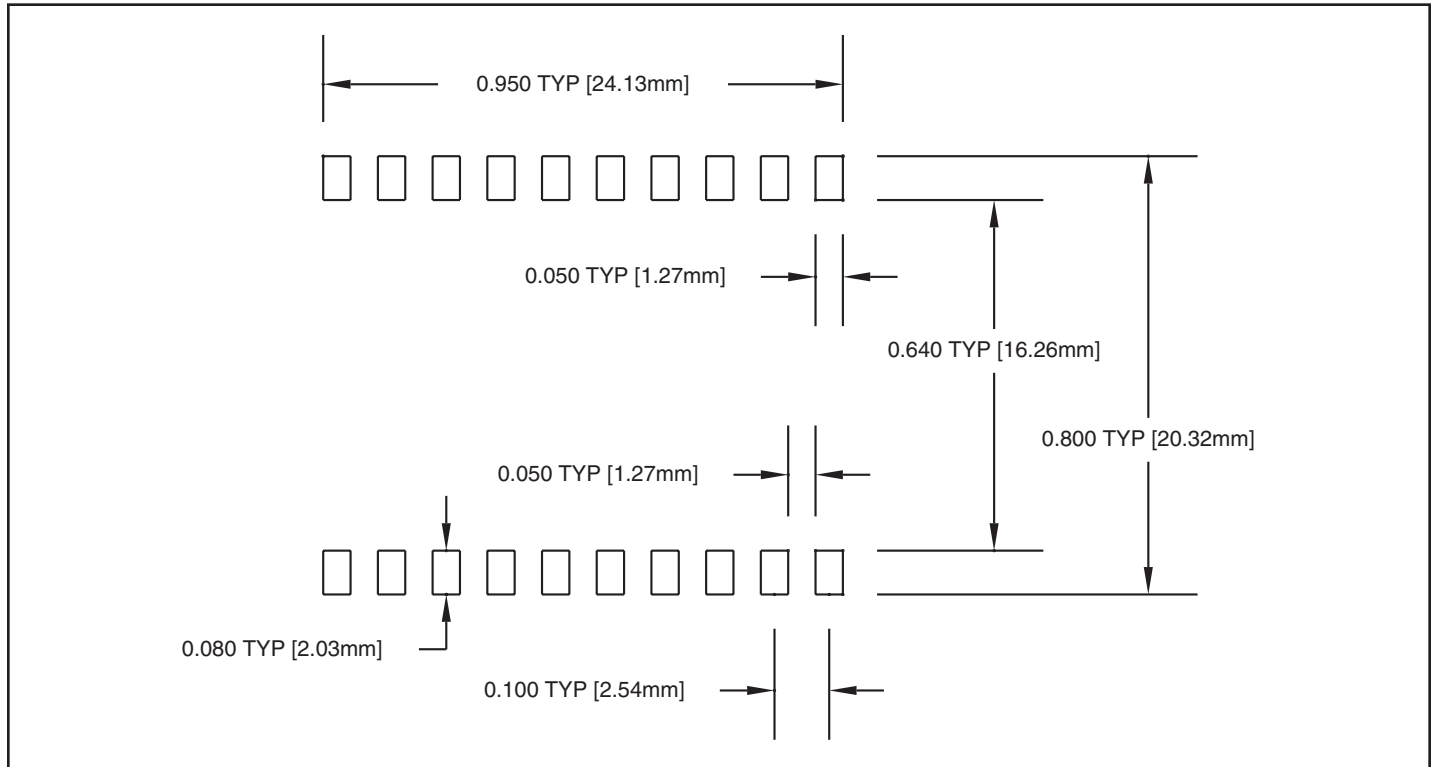 0.950 TYP [24.13mm]
0.050 TYP [1.27mm]
0.640 TYP [16.26mm]
0.800 TYP [20.32mm]
0.050 TYP [1.27mm]
0.080 TYP [2.03mm]
0.100 TYP [2.54mm]